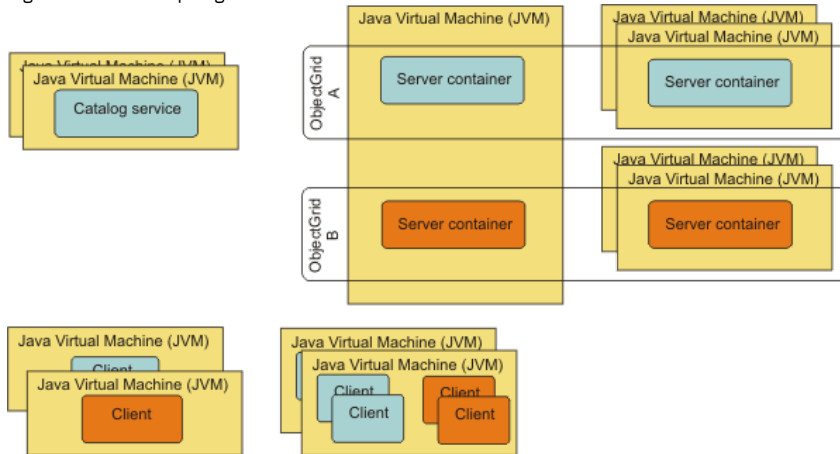 Java Virtual Machine (JVM)
Java Virtual Machine (JVM)
Java Virtual Machine (JVM)
Java Virtual Machine (JVM)
Java Virtual Machine (JVM)
Catalog service
ObjectGrid
A
Server container
Server container
Java Virtual Machine (JVM)
Java Virtual Machine (JVM)
ObjectGrid
B
Server container
Server container
Java Virtual Machine (JVM)
Client
Java Virtual Machine (JVM)
Client
Java Virtual Machine (JVM)
Java Virtual Machine (JVM)
Client
Client
Client
Client